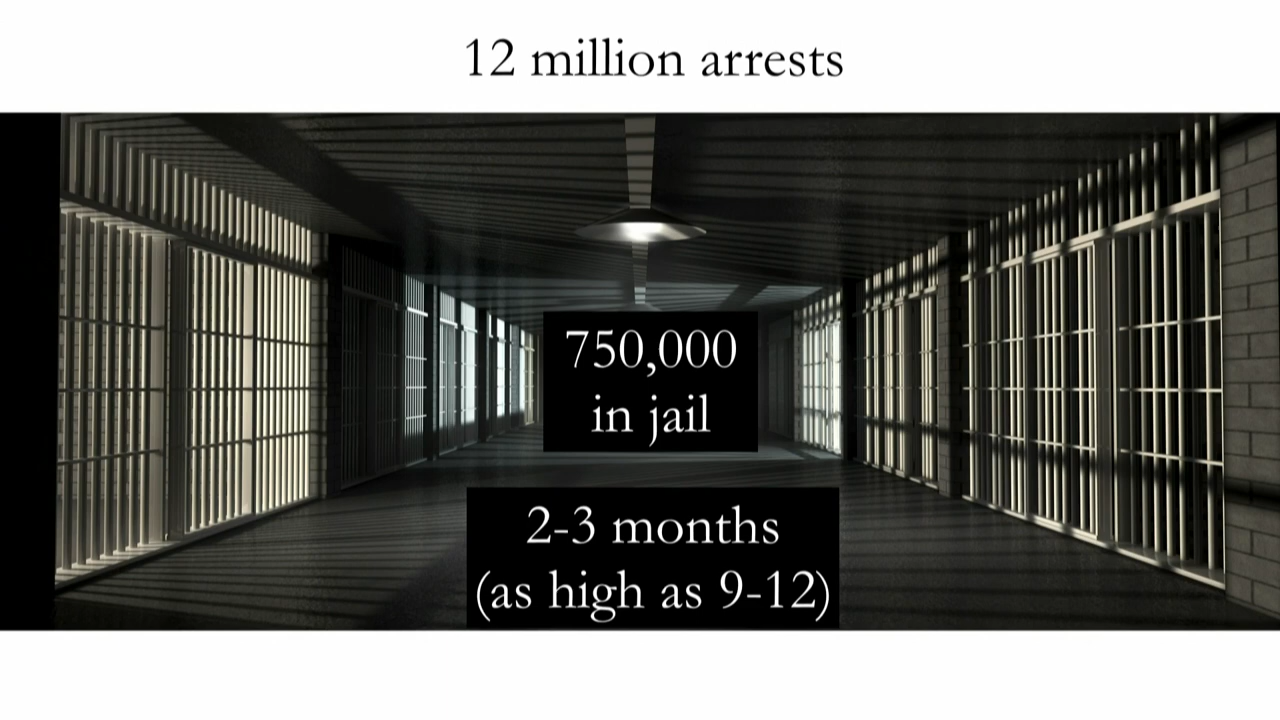 12 million arrests
750,000
in jail
2-3 months
(as high as 9-12)